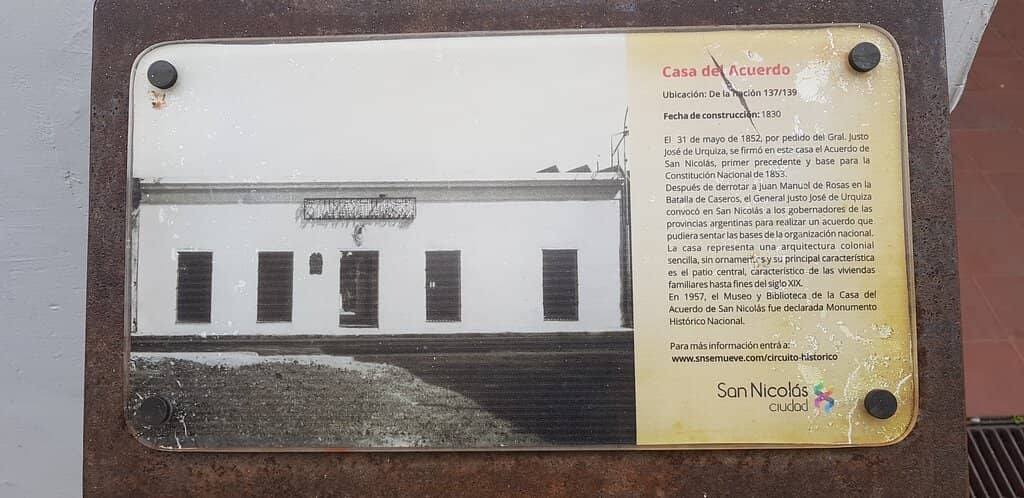 Casa del Acuerdo
Ubicación: De la nación 137/139
Fecha de construcción: 1830
El 31 de mayo de 1852, por pedido del Gral. Justo
José de Urquiza, se firmó en esta casa el Acuerdo de
San Nicolás, primer precedente y base para la
Constitución Nacional de 1853.
Después de derrotar a Juan Manuel de Rosas en la
Batalla de Caseros, el General Justo José de Urquiza
convocó en San Nicolás a los gobernadores de las
provincias argentinas para realizar un acuerdo que
pudiera sentar las bases de la organización nacional.
La casa representa una arquitectura colonial
sencilla, sin ornamentos y su principal característica
es el patio central, característico de las viviendas
familiares hasta fines del siglo XIX.
En 1957, el Museo y Biblioteca de la Casa del
Acuerdo de San Nicolás fue declarada Monumento
Histórico Nacional.
Para más información entrá a:
www.snsemueve.com/circuito-historico
San Nicolás
ciudad